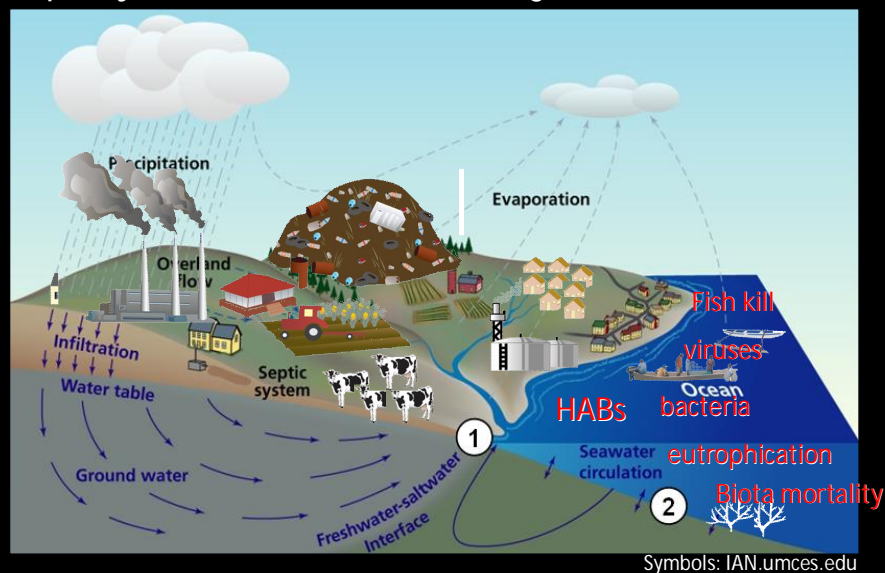 Precipitation
Evaporation
Overland
flow
Fish kill
Infiltration
viruses
Water table
Septic
system
Ocean
HABs
bacteria
1
Seawater
circulation
eutrophication
Ground water
Freshwater-saltwater
Interface
2
Biota mortality
Symbols: IAN.umces.edu